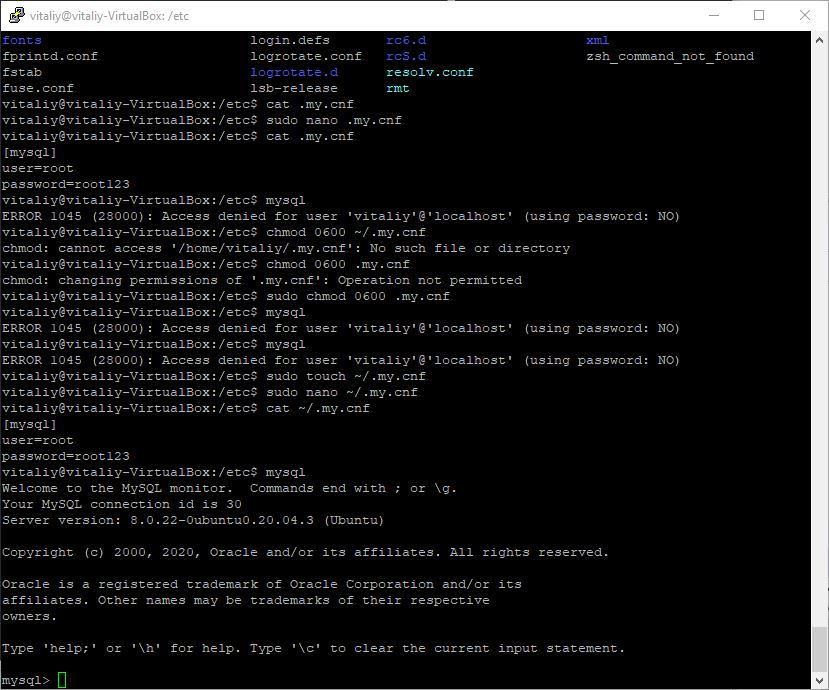 vitaliy@vitaliy-VirtualBox: /etc
fonts login.defs rc6.d xml
fprintd.conf logrotate.conf rcS.d zsh_command_not_found
fstab logrotate.d resolv.conf
fuse.conf lsb-release rmt
vitaliy@vitaliy-VirtualBox:/etc$ cat .my.cnf
vitaliy@vitaliy-VirtualBox:/etc$ sudo nano .my.cnf
vitaliy@vitaliy-VirtualBox:/etc$ cat .my.cnf
[mysql]
user=root
password=root123
vitaliy@vitaliy-VirtualBox:/etc$ mysql
ERROR 1045 (28000): Access denied for user 'vitaliy'@'localhost' (using password: NO)
vitaliy@vitaliy-VirtualBox:/etc$ chmod 0600 ~/.my.cnf
chmod: cannot access '/home/vitaliy/.my.cnf': No such file or directory
vitaliy@vitaliy-VirtualBox:/etc$ chmod 0600 .my.cnf
chmod: changing permissions of '.my.cnf': Operation not permitted
vitaliy@vitaliy-VirtualBox:/etc$ sudo chmod 0600 .my.cnf
vitaliy@vitaliy-VirtualBox:/etc$ mysql
ERROR 1045 (28000): Access denied for user 'vitaliy'@'localhost' (using password: NO)
vitaliy@vitaliy-VirtualBox:/etc$ mysql
ERROR 1045 (28000): Access denied for user 'vitaliy'@'localhost' (using password: NO)
vitaliy@vitaliy-VirtualBox:/etc$ sudo touch ~/.my.cnf
vitaliy@vitaliy-VirtualBox:/etc$ sudo nano ~/.my.cnf
vitaliy@vitaliy-VirtualBox:/etc$ cat ~/.my.cnf
[mysql]
user=root
password=root123
vitaliy@vitaliy-VirtualBox:/etc$ mysql
Welcome to the MySQL monitor.  Commands end with ; or \g.
Your MySQL connection id is 30
Server version: 8.0.22-0ubuntu0.20.04.3 (Ubuntu)
Copyright (c) 2000, 2020, Oracle and/or its affiliates. All rights reserved.
Oracle is a registered trademark of Oracle Corporation and/or its
affiliates. Other names may be trademarks of their respective
owners.
Type 'help;' or '\h' for help. Type '\c' to clear the current input statement.
mysql>